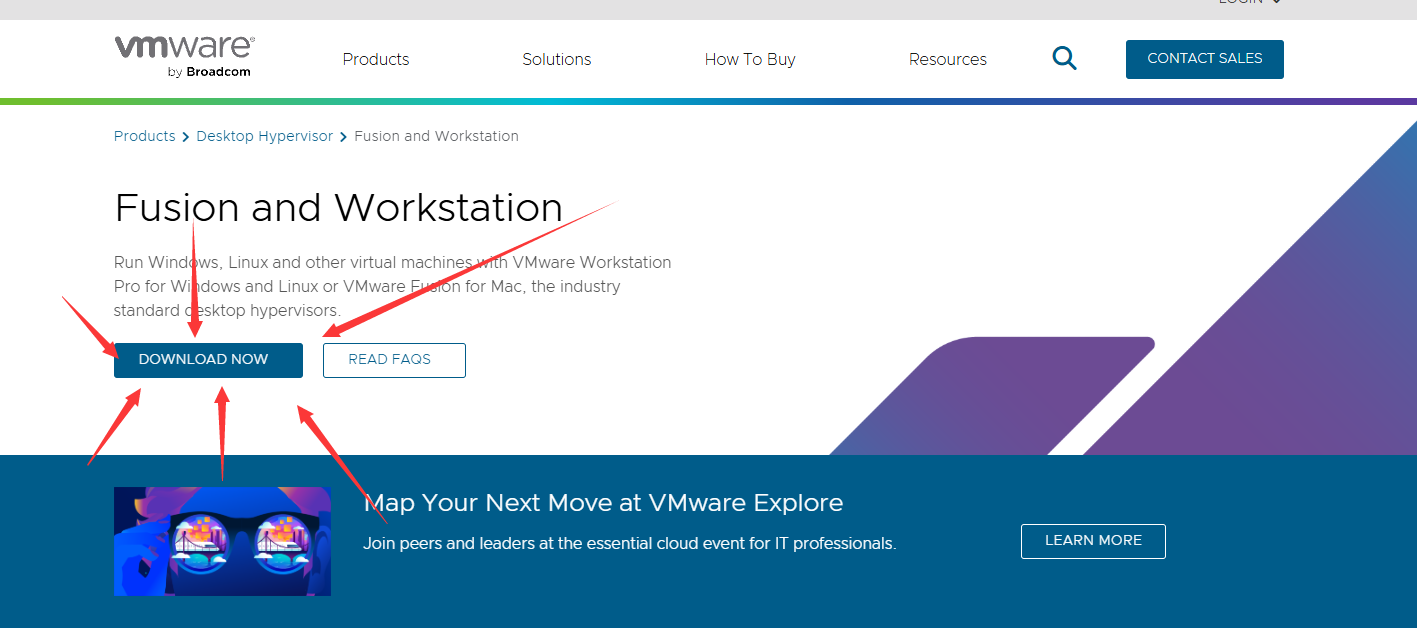 LOGIN
vmware®
by Broadcom
Products
Solutions
How To Buy
Resources
CONTACT SALES
Products
Desktop Hypervisor
Fusion and Workstation
Fusion and Workstation
Run Windows, Linux and other virtual machines with VMware Workstation
Pro for Windows and Linux or VMware Fusion for Mac, the industry
standard desktop hypervisors.
DOWNLOAD NOW
READ FAQS
Map Your Next Move at VMware Explore
Join peers and leaders at the essential cloud event for IT professionals.
LEARN MORE